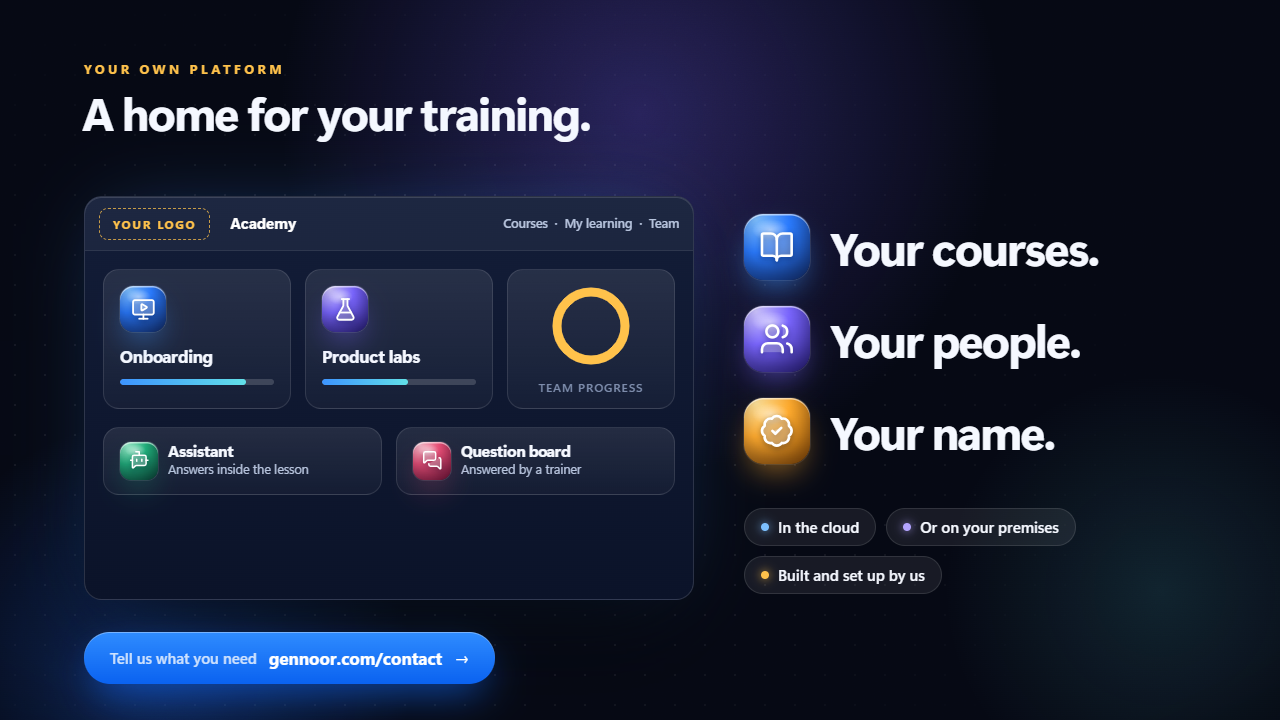 YOUR OWN PLATFORM
A home for your training.
YOUR LOGO
Academy
Courses · My learning · Team
Onboarding
Product labs
TEAM PROGRESS
Assistant
Answers inside the lesson
Question board
Answered by a trainer
Your courses.
Your people.
Your name.
In the cloud
Or on your premises
Built and set up by us
Tell us what you need gennoor.com/contact →